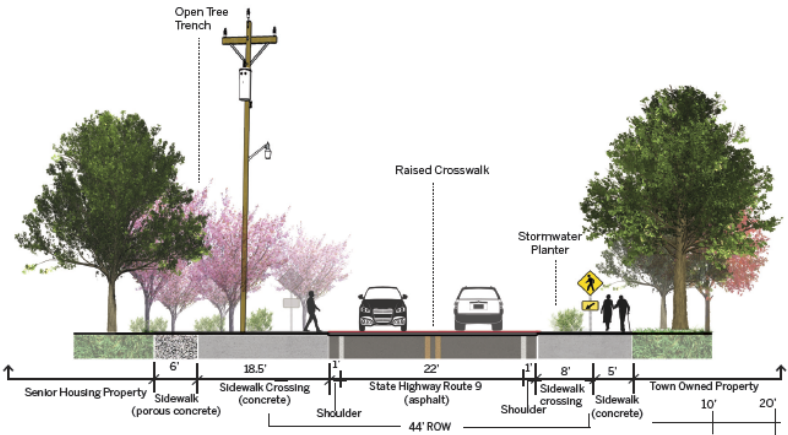 Open Tree
Trench
Raised Crosswalk
Stormwater
Planter
6'
18.5'
1'
22'
1'
8'
5'
Senior Housing Property
Sidewalk
(porous concrete)
Sidewalk Crossing
(concrete)
Shoulder
State Highway Route 9
(asphalt)
Shoulder
Sidewalk
crossing
Sidewalk
(concrete)
Town Owned Property
44' ROW
10'
20'